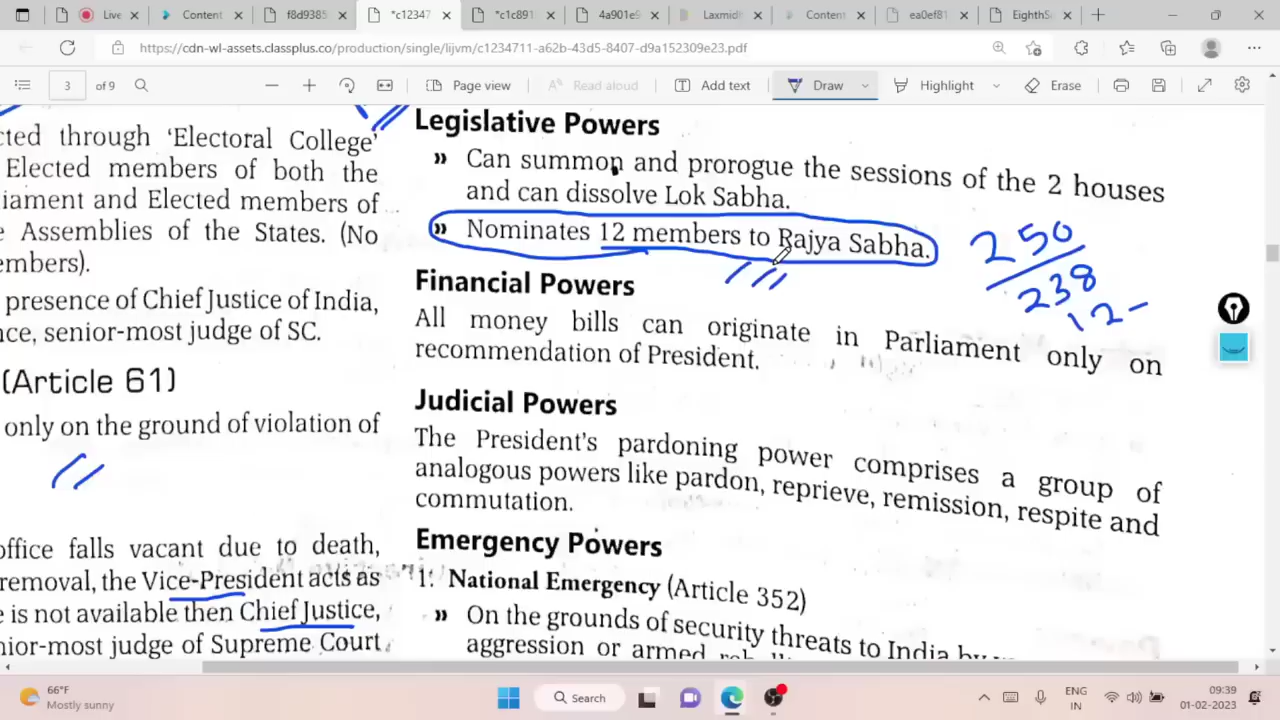 Live
Content
f8d9385
*c12347
*c1c891
4a901e9
Laxmidh
Content
ea0ef81
EighthS
https://cdn-wl-assets.classplus.co/production/single/lijvm/c1234711-a62b-43d5-8407-d9a152309e23.pdf
3 of 9
Page view
Read aloud
Add text
Draw
Highlight
Erase
cted through ‘Electoral College’
Elected members of both the
liament and Elected members of
e Assemblies of the States. (No
embers).
presence of Chief Justice of India,
nce, senior-most judge of SC.
(Article 61)
only on the ground of violation of
office falls vacant due to death,
removal, the Vice-President acts as
e is not available then Chief Justice,
nior-most judge of Supreme Court
Legislative Powers
» Can summon and prorogue the sessions of the 2 houses
and can dissolve Lok Sabha.
» Nominates 12 members to Rajya Sabha.
250
238
12-
Financial Powers
All money bills can originate in Parliament only on
recommendation of President.
Judicial Powers
The President’s pardoning power comprises a group of
analogous powers like pardon, reprieve, remission, respite and
commutation.
Emergency Powers
1. National Emergency (Article 352)
» On the grounds of security threats to India by
aggression or armed
66°F
Mostly sunny
Search
ENG
IN
09:39
01-02-2023